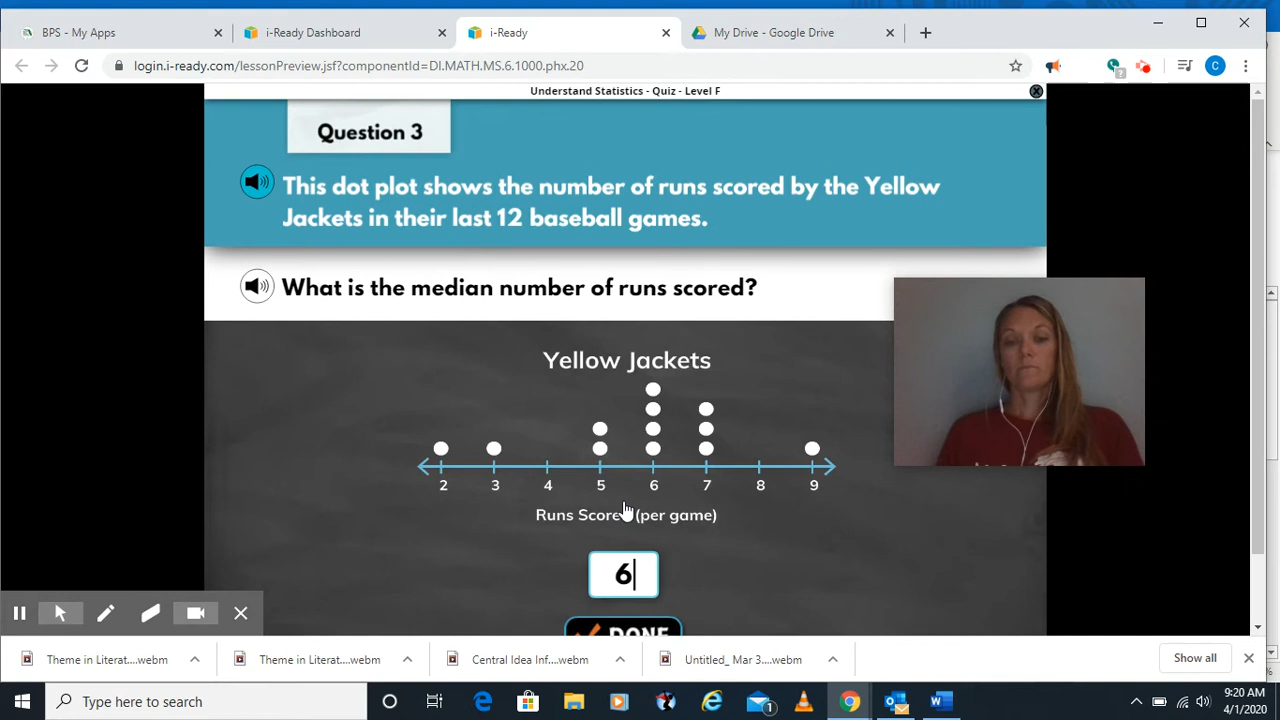 BPS - My Apps
i-Ready Dashboard
i-Ready
My Drive - Google Drive
login.i-ready.com/lessonPreview.jsf?componentId=DI.MATH.MS.6.1000.phx.20
C
Understand Statistics - Quiz - Level F
Question 3
This dot plot shows the number of runs scored by the Yellow
Jackets in their last 12 baseball games.
What is the median number of runs scored?
Yellow Jackets
2 3 4 5 6 7 8 9
Runs Score (per game)
6
DONE
Theme in Literat....webm
Theme in Literat....webm
Central Idea Inf....webm
Untitled_ Mar 3....webm
Show all
Type here to search
1
9:20 AM
4/1/2020